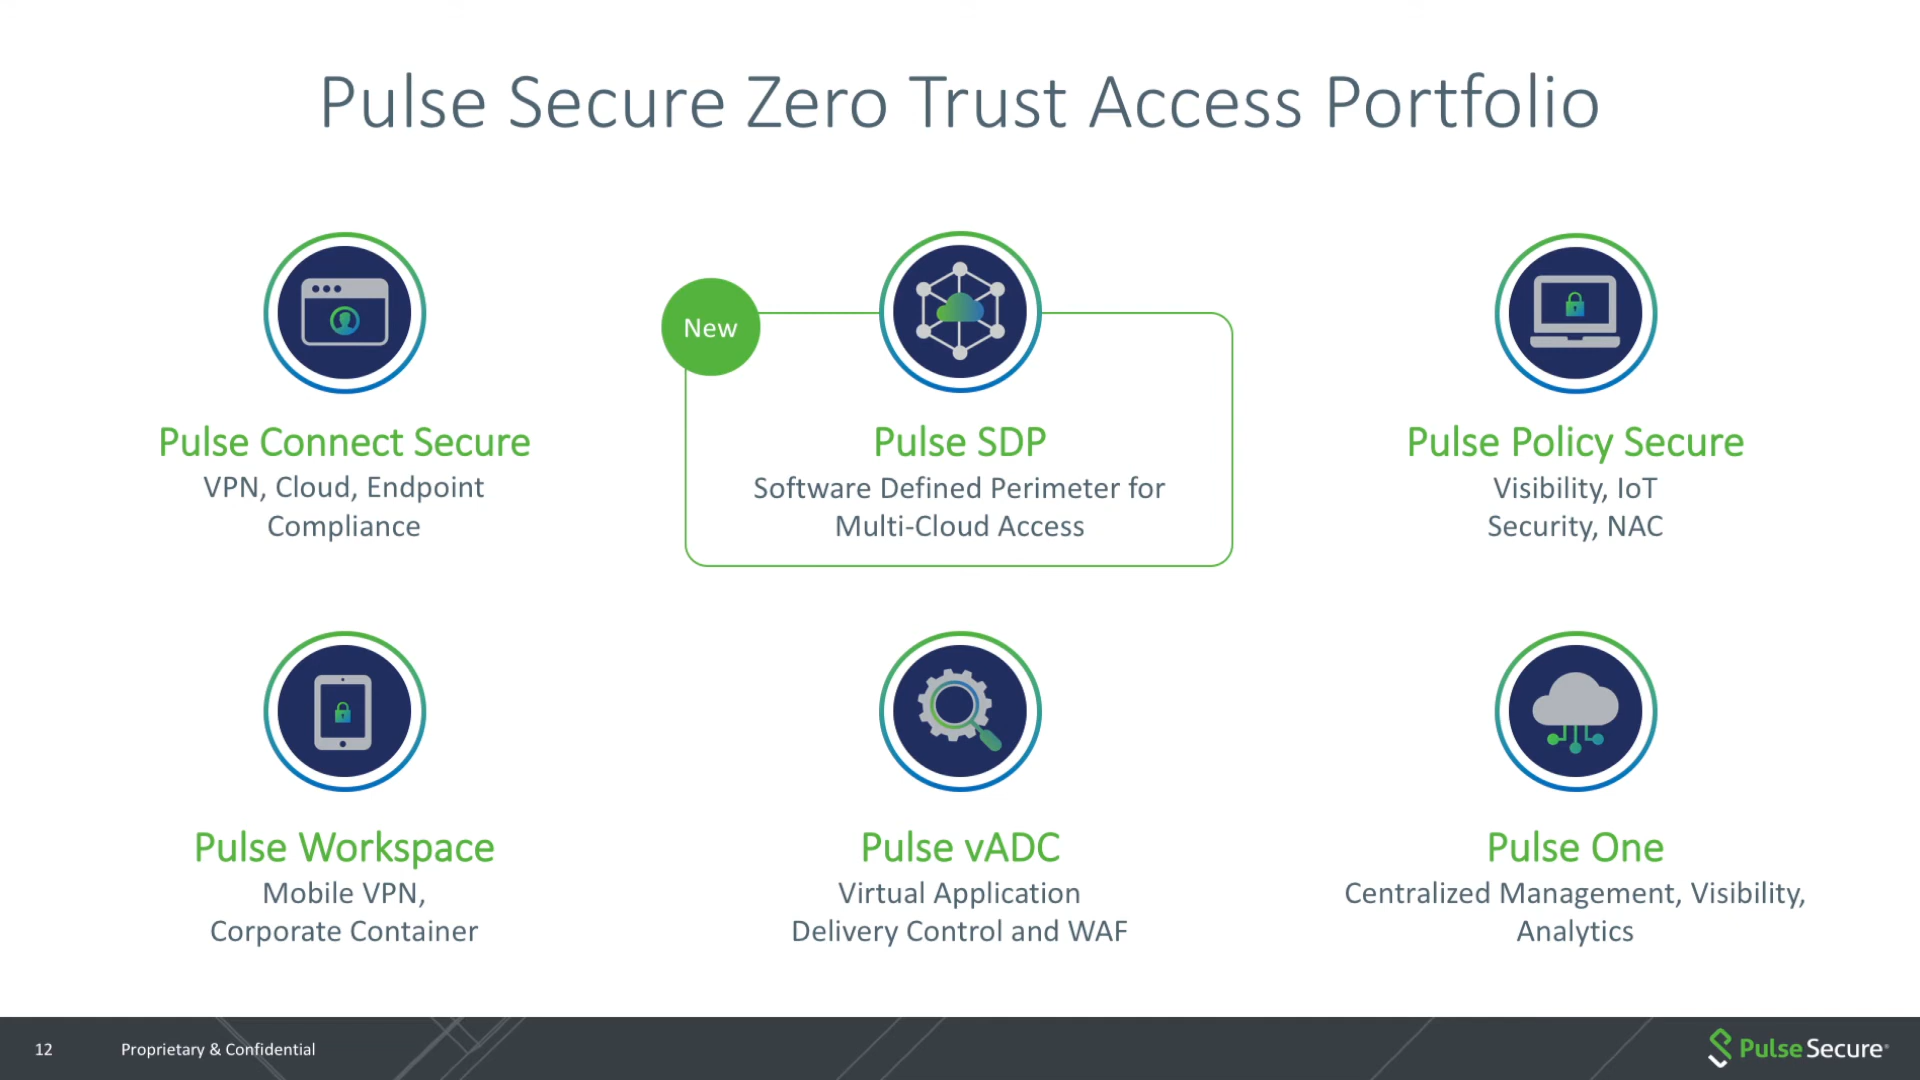 Pulse Secure Zero Trust Access Portfolio
New
Pulse Connect Secure
VPN, Cloud, Endpoint
Compliance
Pulse SDP
Software Defined Perimeter for
Multi-Cloud Access
Pulse Policy Secure
Visibility, IoT
Security, NAC
Pulse Workspace
Mobile VPN,
Corporate Container
Pulse vADC
Virtual Application
Delivery Control and WAF
Pulse One
Centralized Management, Visibility,
Analytics
12
Proprietary & Confidential
Pulse Secure®